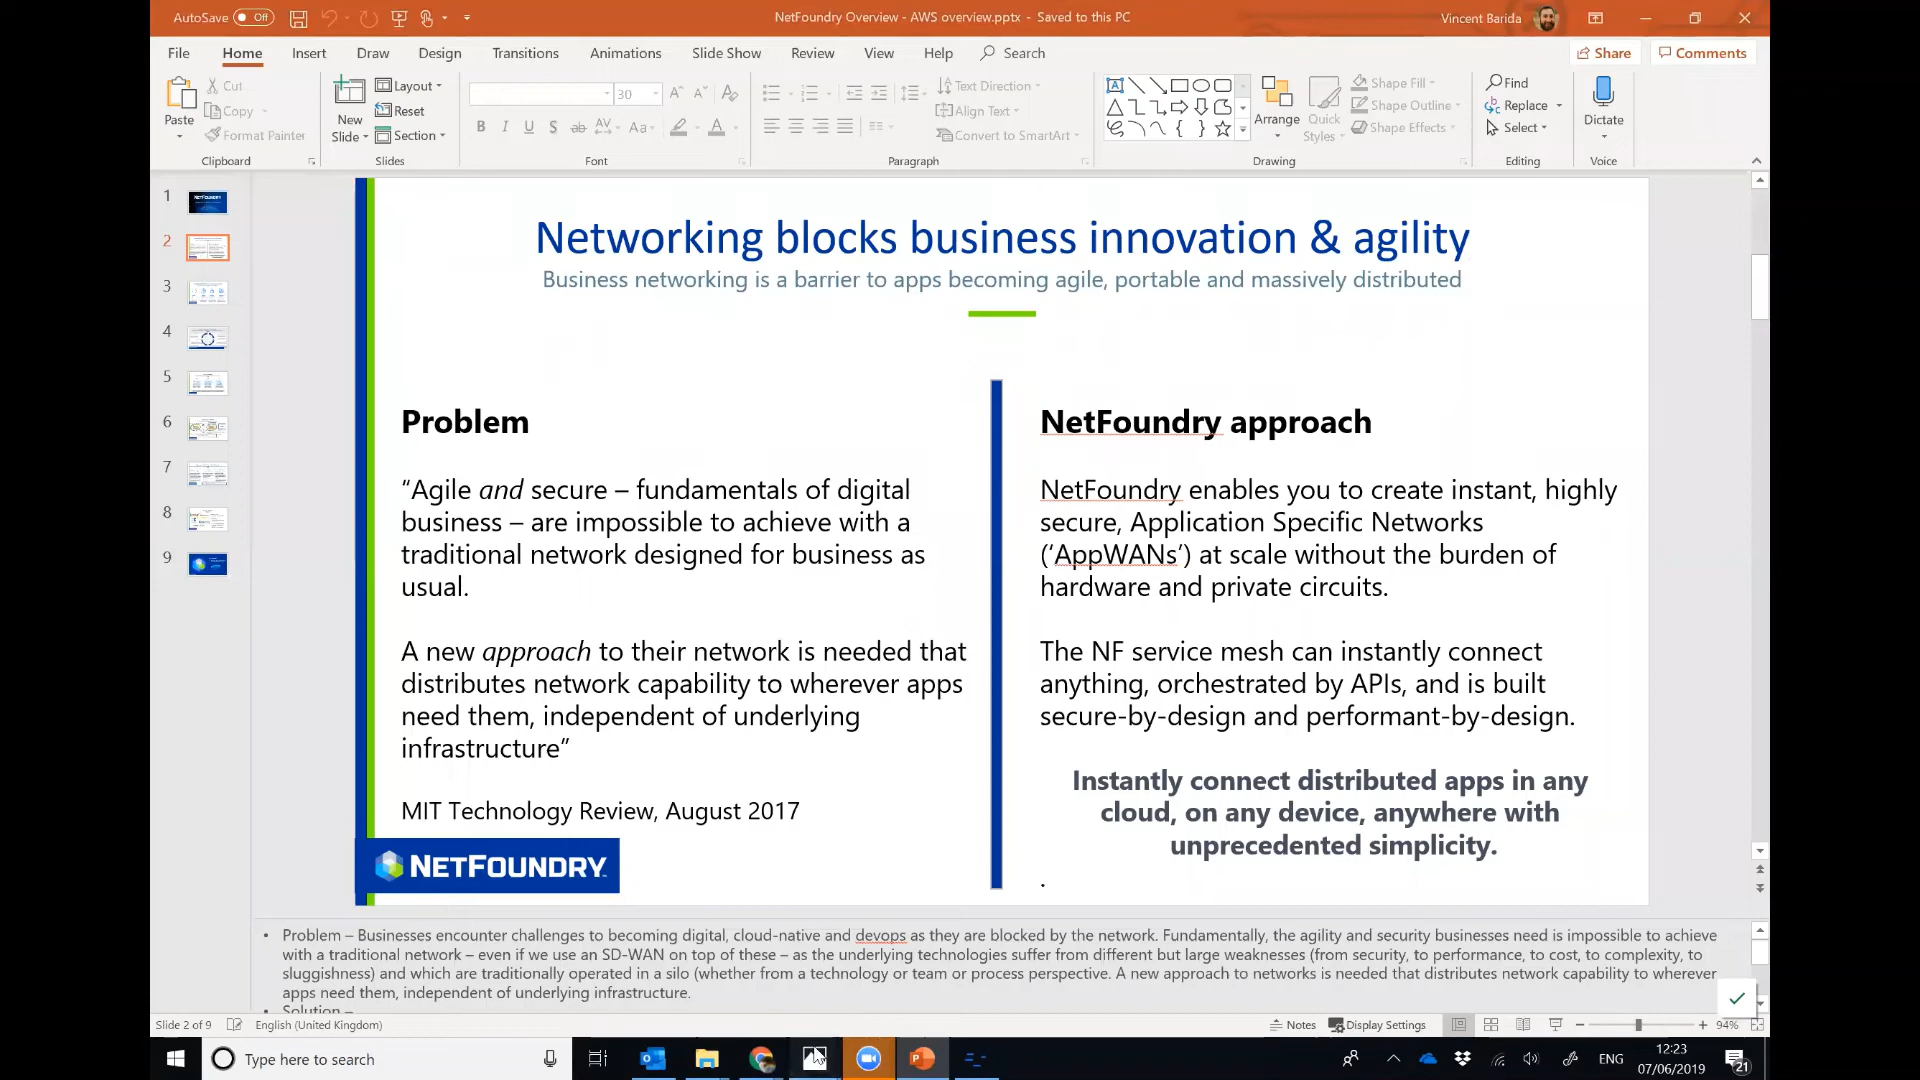 AutoSave Off
NetFoundry Overview - AWS overview.pptx - Saved to this PC
Vincent Barida
File Home Insert Draw Design Transitions Animations Slide Show Review View Help Search
Share Comments
Paste
Cut
Copy
Format Painter
Clipboard
New
Slide
Layout
Reset
Section
Slides
30
Font
Text Direction
Align Text
Convert to SmartArt
Paragraph
Arrange
Quick
Styles
Shape Fill
Shape Outline
Shape Effects
Drawing
Find
Replace
Select
Editing
Dictate
Voice
1
2
3
4
5
6
7
8
9
Networking blocks business innovation & agility
Business networking is a barrier to apps becoming agile, portable and massively distributed
Problem
“Agile and secure – fundamentals of digital
business – are impossible to achieve with a
traditional network designed for business as
usual.
A new approach to their network is needed that
distributes network capability to wherever apps
need them, independent of underlying
infrastructure”
MIT Technology Review, August 2017
NETFOUNDRY
NetFoundry approach
NetFoundry enables you to create instant, highly
secure, Application Specific Networks
(‘AppWANs’) at scale without the burden of
hardware and private circuits.
The NF service mesh can instantly connect
anything, orchestrated by APIs, and is built
secure-by-design and performant-by-design.
Instantly connect distributed apps in any
cloud, on any device, anywhere with
unprecedented simplicity.
.
• Problem – Businesses encounter challenges to becoming digital, cloud-native and devops as they are blocked by the network. Fundamentally, the agility and security businesses need is impossible to achieve
with a traditional network – even if we use an SD-WAN on top of these – as the underlying technologies suffer from different but large weaknesses (from security, to performance, to cost, to complexity, to
sluggishness) and which are traditionally operated in a silo (whether from a technology or team or process perspective. A new approach to networks is needed that distributes network capability to wherever
apps need them, independent of underlying infrastructure.
• Solution –
Slide 2 of 9
English (United Kingdom)
Notes
Display Settings
94%
Type here to search
ENG
12:23
07/06/2019
21